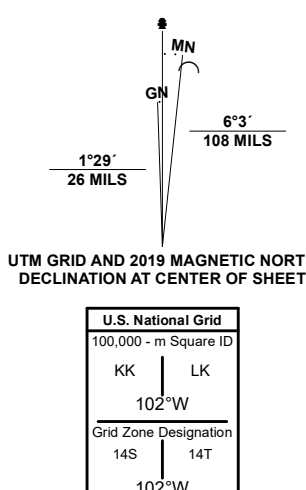 MN
GN
6°3´
108 MILS
1°29´
26 MILS
UTM GRID AND 2019 MAGNETIC NORT
DECLINATION AT CENTER OF SHEET
U.S. National Grid
100,000 - m Square ID
KK LK
102°W
Grid Zone Designation
14S 14T
102°W